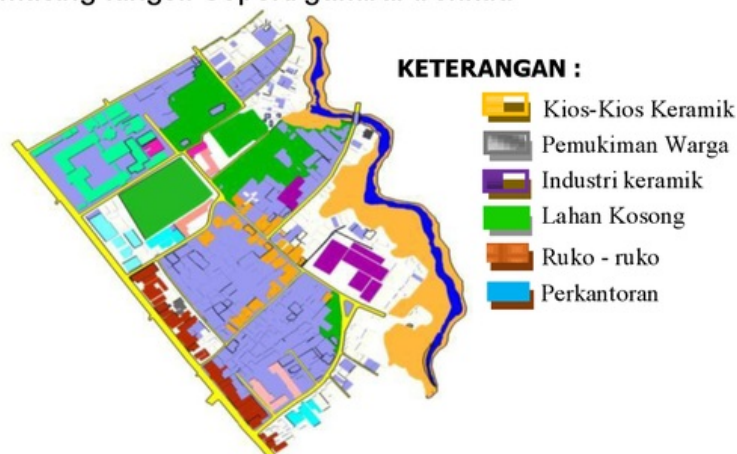 KETERANGAN :
Kios-Kios Keramik
Pemukiman Warga
Industri keramik
Lahan Kosong
Ruko - ruko
Perkantoran